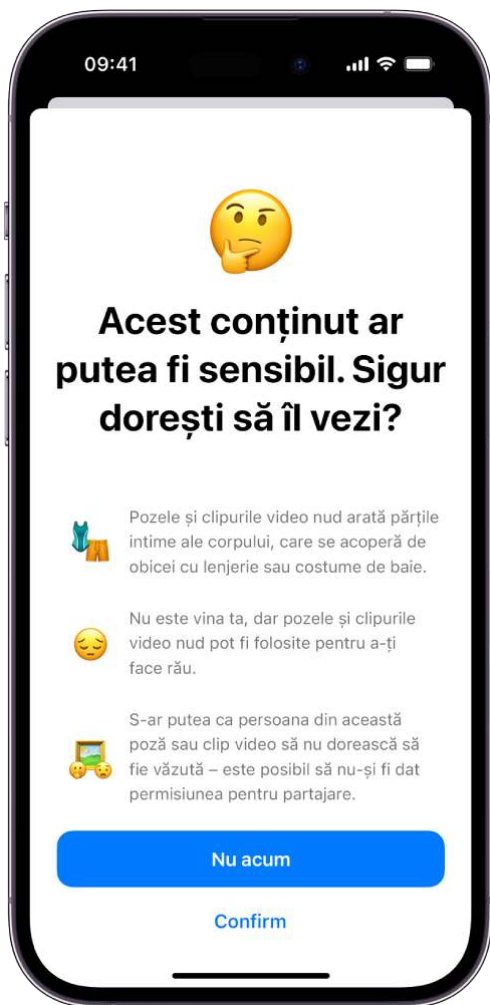 09:41
Acest conținut ar
putea fi sensibil. Sigur
dorești să îl vezi?
Pozele și clipurile video nud arată părțile
intime ale corpului, care se acoperă de
obicei cu lenjerie sau costume de baie.
Nu este vina ta, dar pozele și clipurile
video nud pot fi folosite pentru a-ți
face rău.
S-ar putea ca persoana din această
poză sau clip video să nu dorească să
fie văzută – este posibil să nu-și fi dat
permisiunea pentru partajare.
Nu acum
Confirm